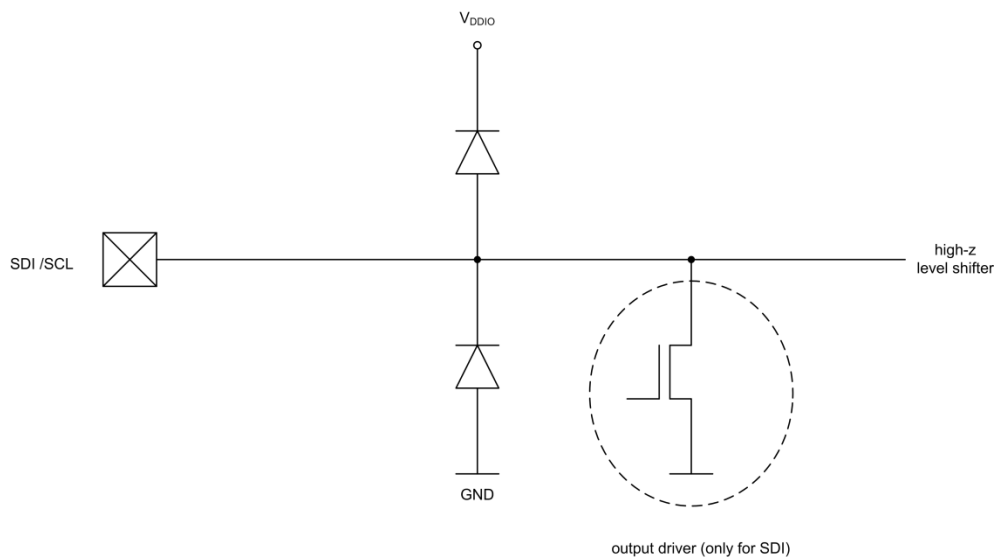 VDDIO
SDI /SCL
high-z
level shifter
GND
output driver (only for SDI)